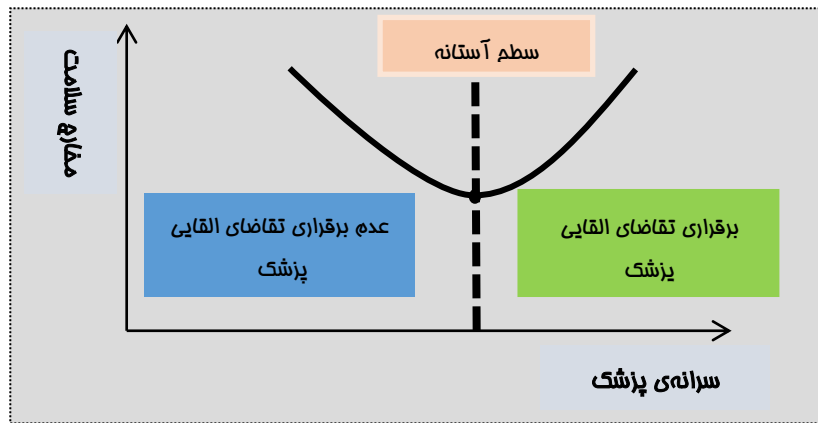 سطح آستانه
مخارج سلامت
عدم برقراری تقاضای القایی
پزشک
برقراری تقاضای القایی
پزشک
سرانه‌ی پزشک